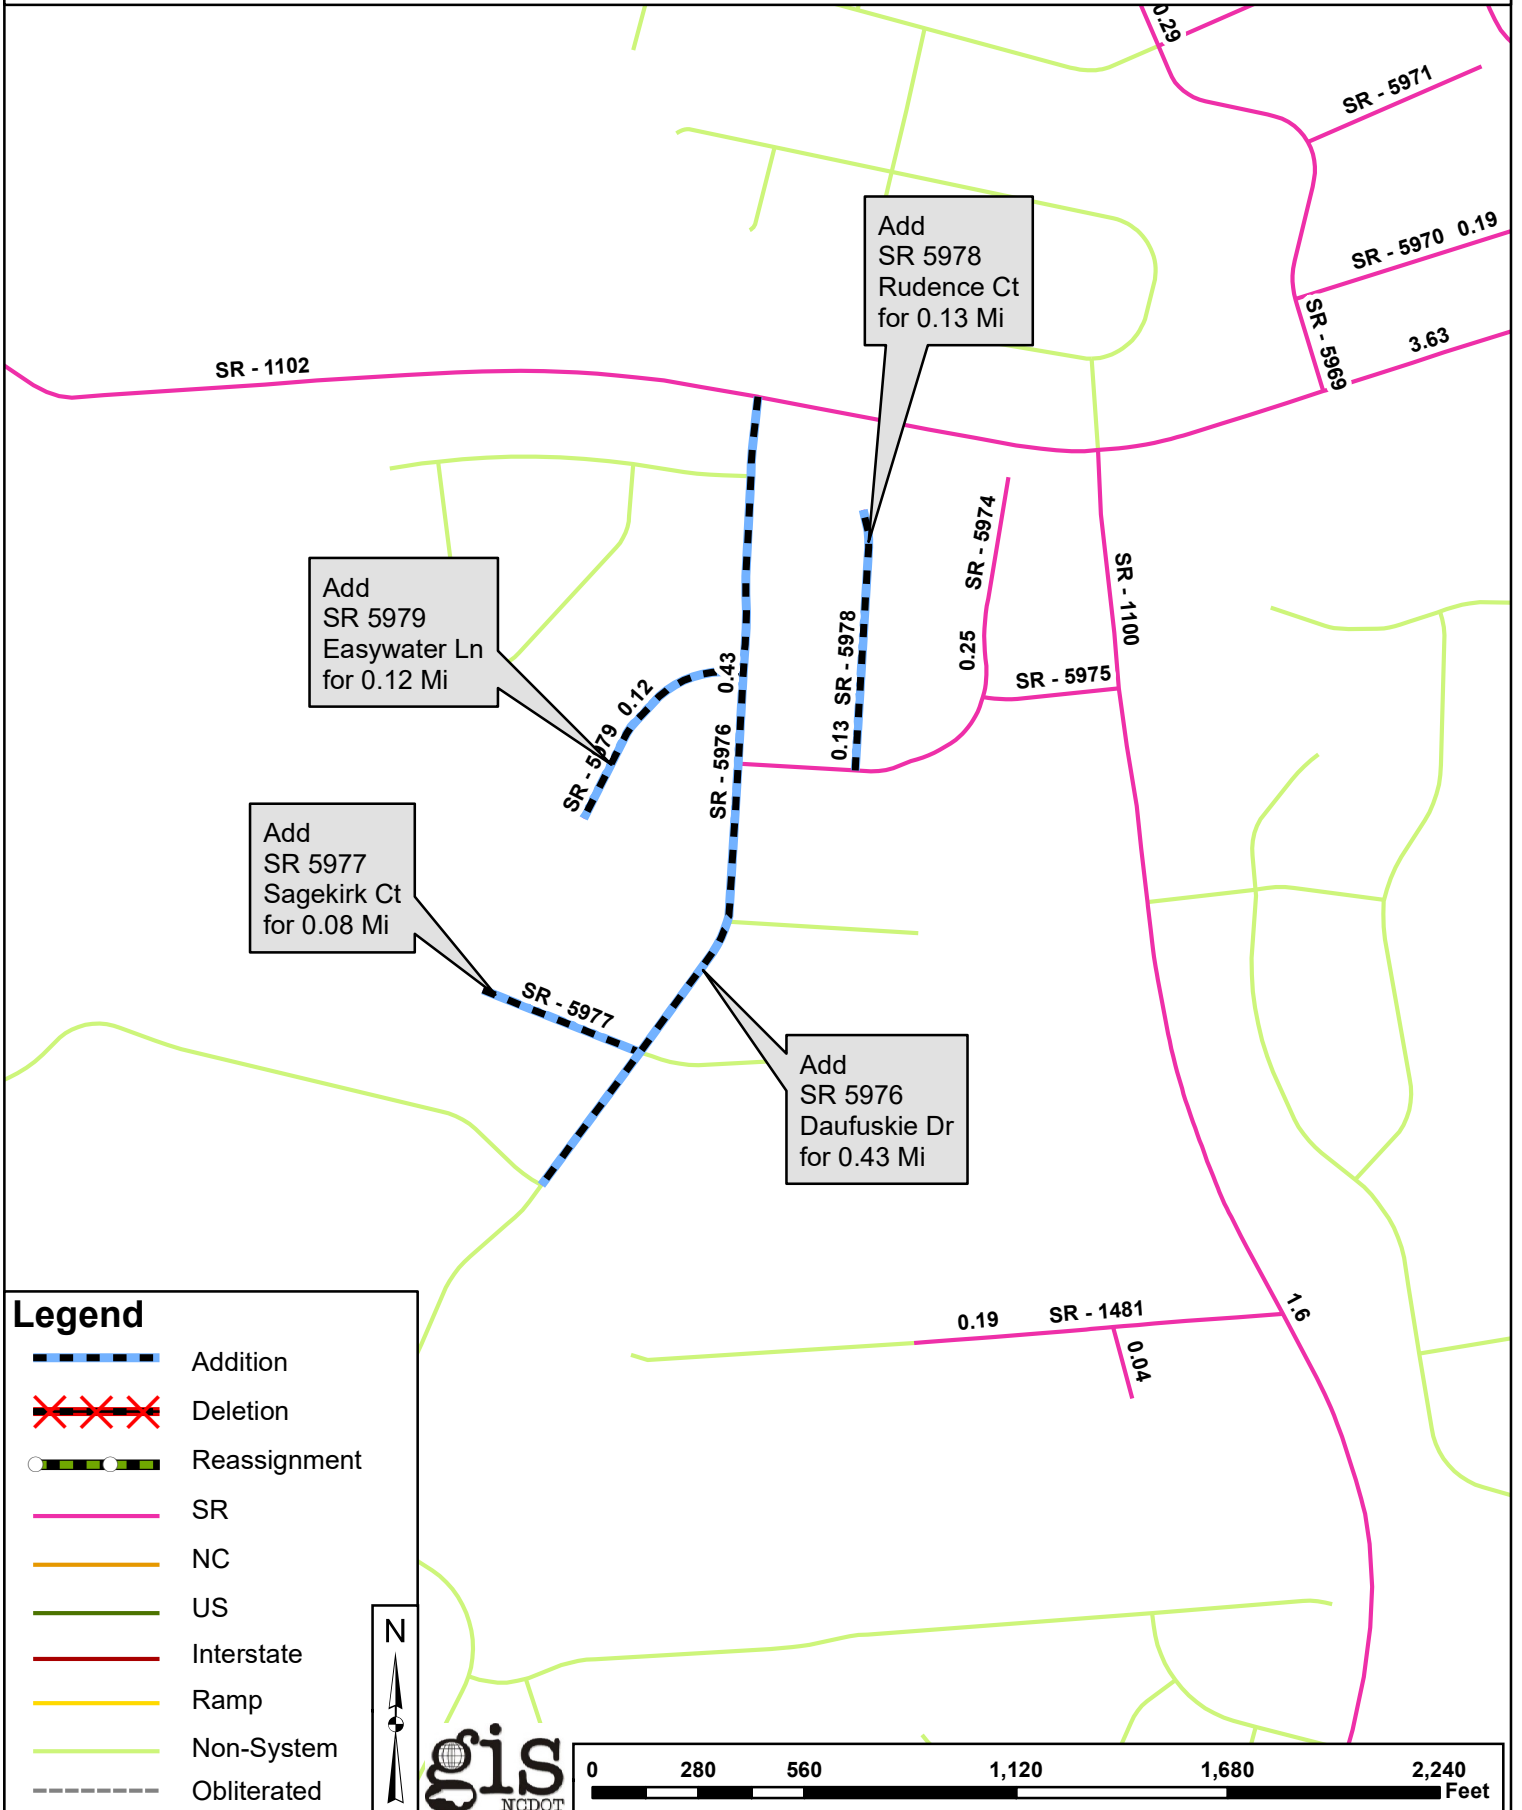 0.29
SR - 5971
SR - 5970 0.19
SR - 5969
3.63
Add
SR 5978
Rudence Ct
for 0.13 Mi
SR - 1102
SR - 5974
0.25
SR - 1100
SR - 5975
SR - 5978
0.13
Add
SR 5979
Easywater Ln
for 0.12 Mi
0.43
0.12
SR - 5979
SR - 5976
Add
SR 5977
Sagekirk Ct
for 0.08 Mi
SR - 5977
Add
SR 5976
Daufuskie Dr
for 0.43 Mi
0.19 SR - 1481
1.6
0.04
Legend
Addition
Deletion
Reassignment
SR
NC
US
Interstate
Ramp
Non-System
Obliterated
N
gis
NCDOT
0 280 560 1,120 1,680 2,240
Feet